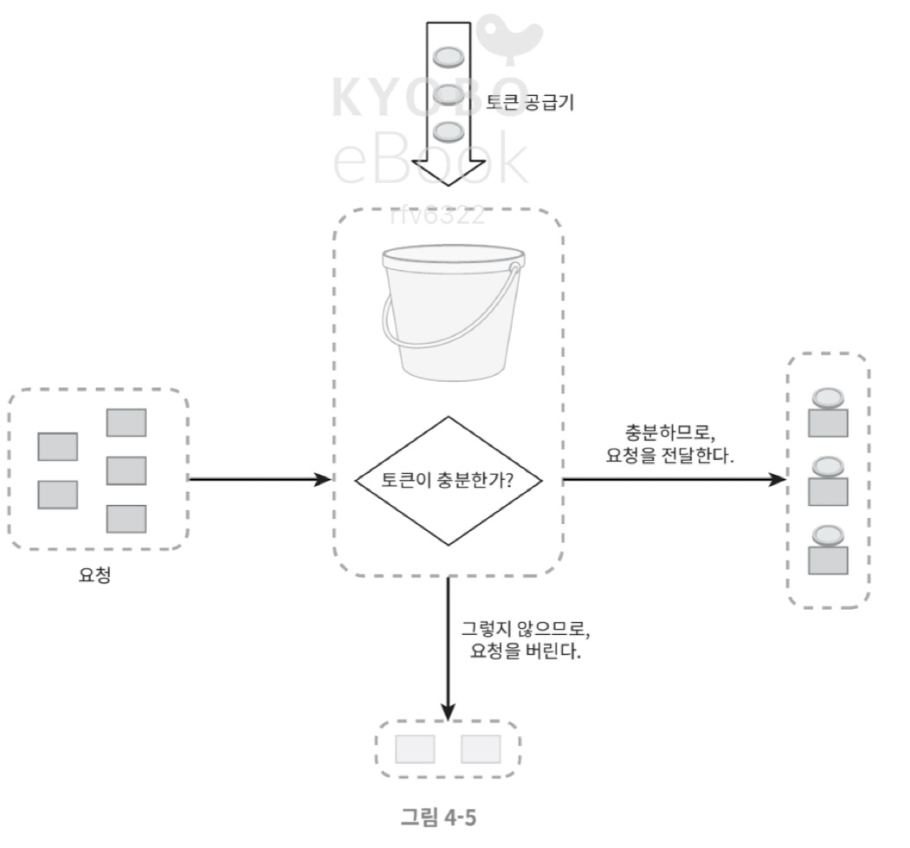 KYOBO
토큰 공급기
eBook
rfv6322
토큰이 충분한가?
충분하므로,
요청을 전달한다.
요청
그렇지 않으므로,
요청을 버린다.
그림 4-5